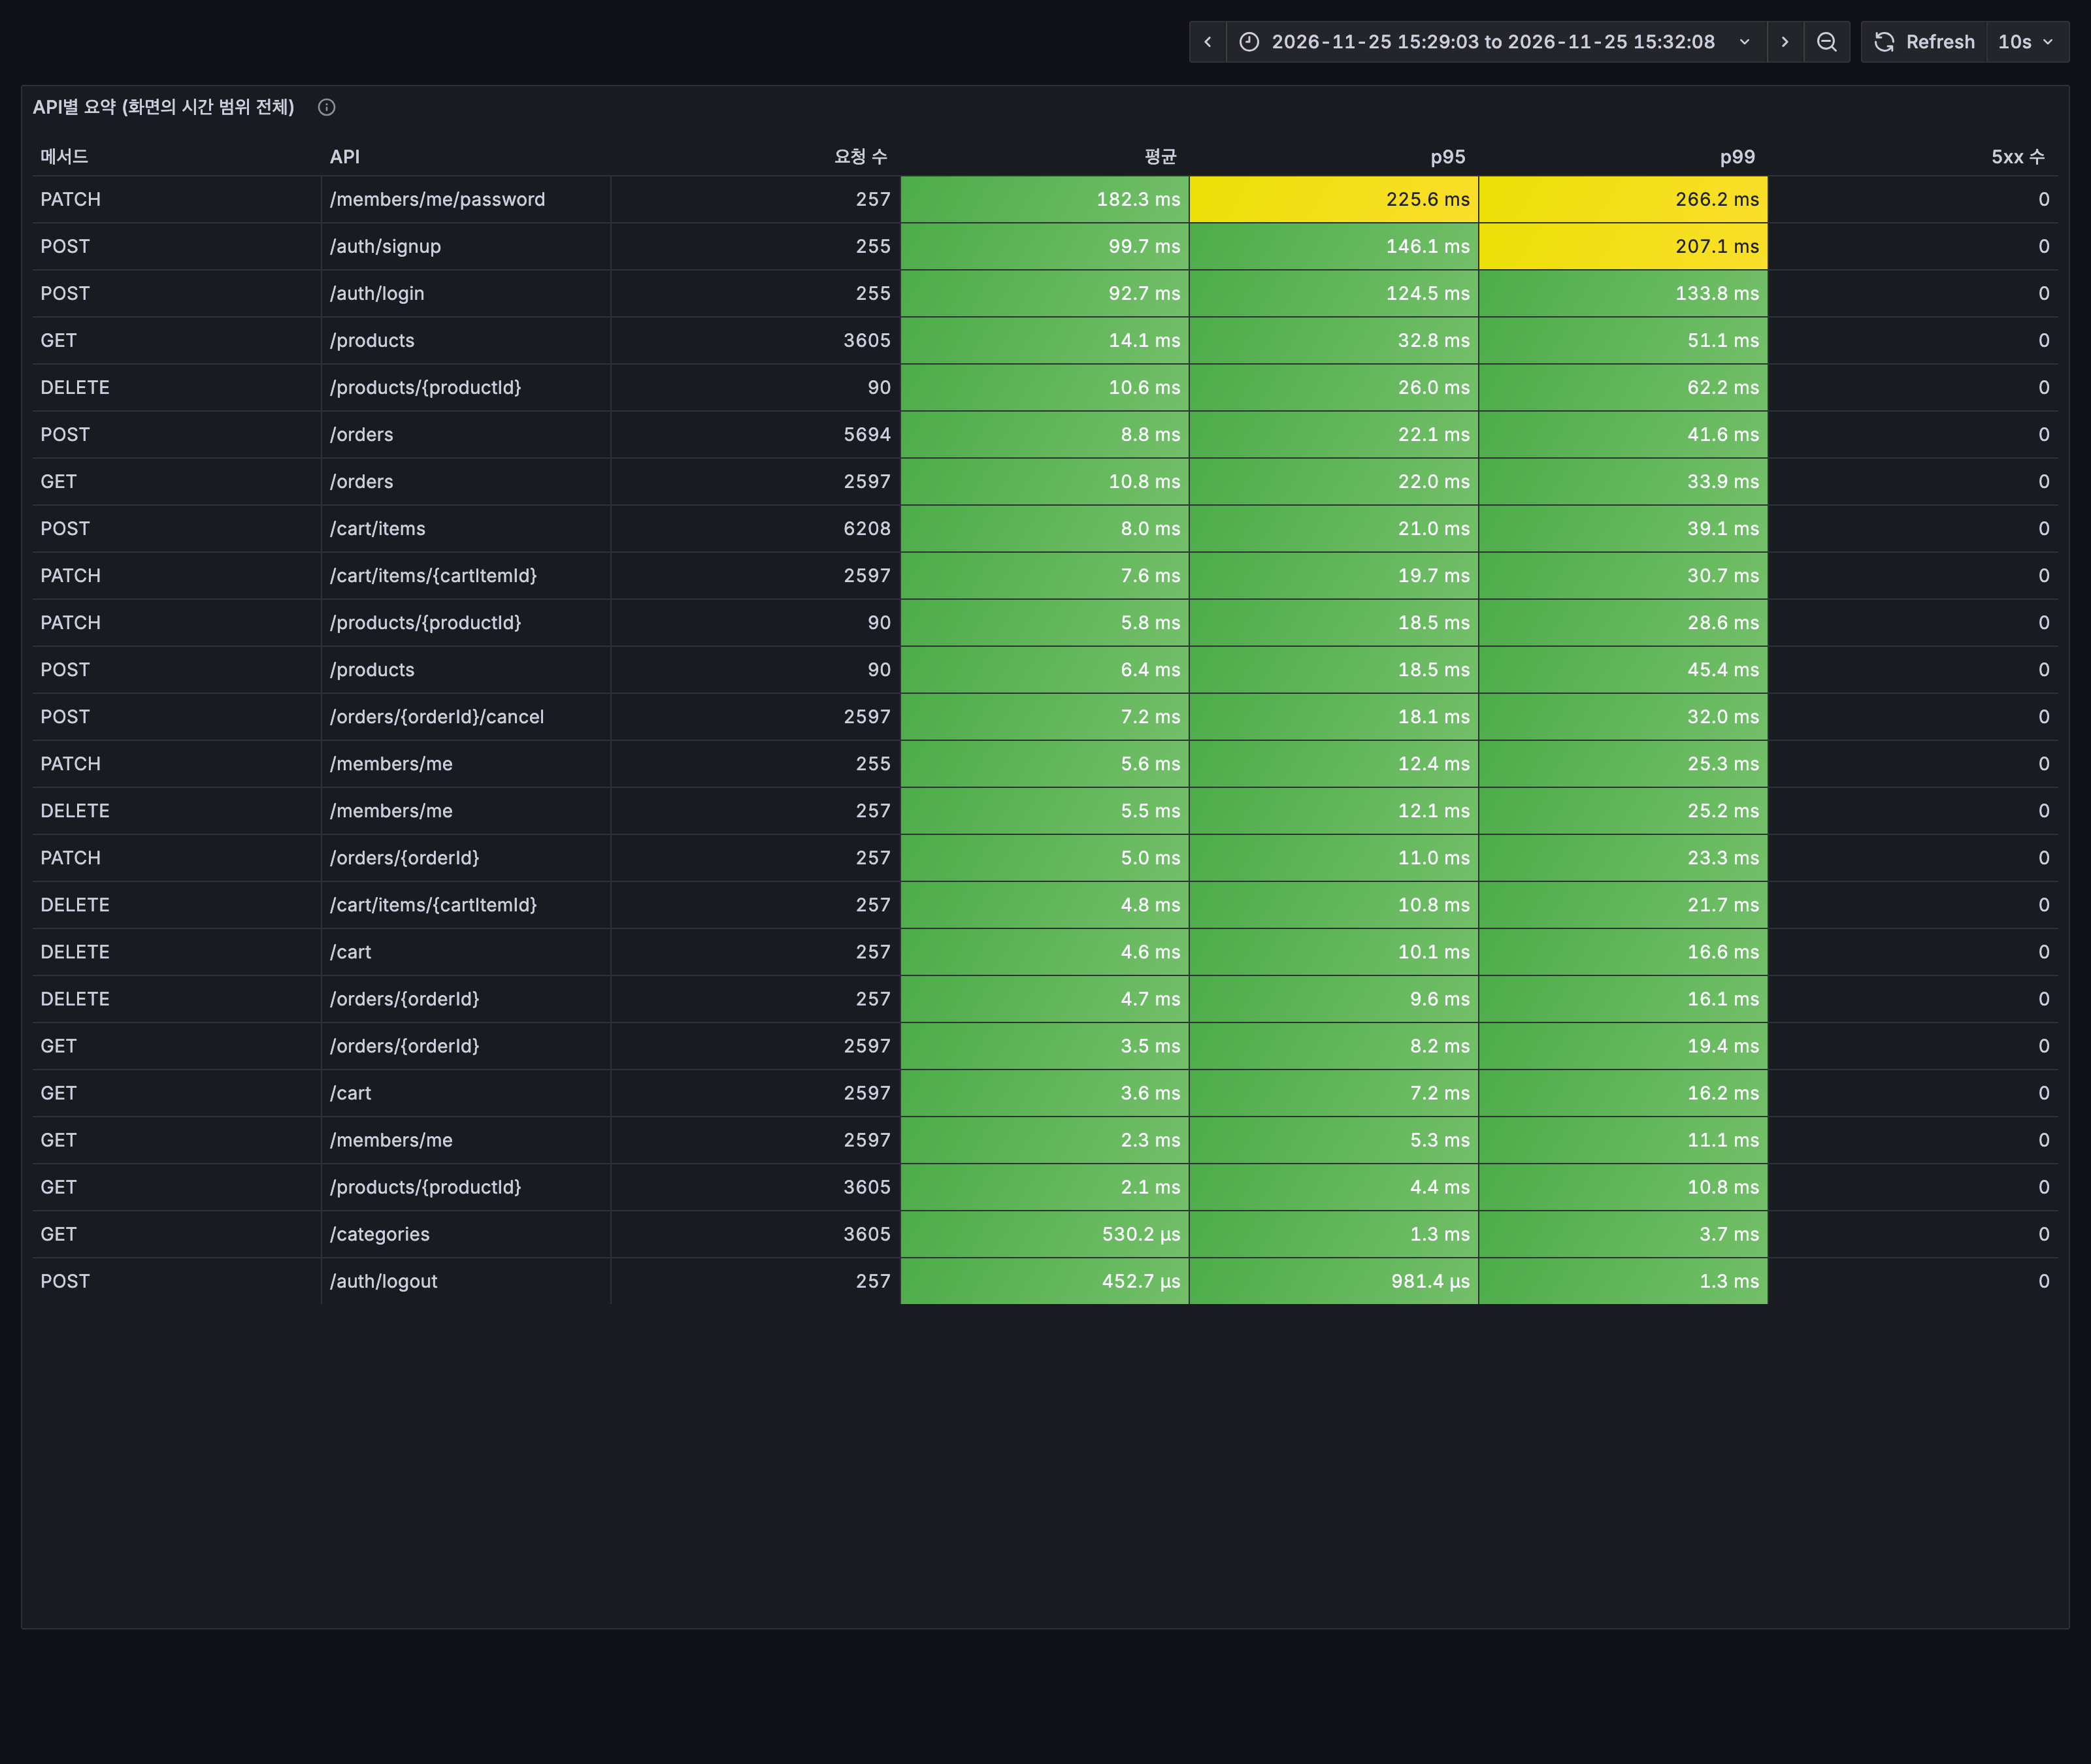 2026-11-25 15:29:03 to 2026-11-25 15:32:08 Refresh 10s
API별 요약 (화면의 시간 범위 전체)
메서드 API 요청 수 평균 p95 p99 5xx 수
PATCH /members/me/password 257 182.3 ms 225.6 ms 266.2 ms 0
POST /auth/signup 255 99.7 ms 146.1 ms 207.1 ms 0
POST /auth/login 255 92.7 ms 124.5 ms 133.8 ms 0
GET /products 3605 14.1 ms 32.8 ms 51.1 ms 0
DELETE /products/{productId} 90 10.6 ms 26.0 ms 62.2 ms 0
POST /orders 5694 8.8 ms 22.1 ms 41.6 ms 0
GET /orders 2597 10.8 ms 22.0 ms 33.9 ms 0
POST /cart/items 6208 8.0 ms 21.0 ms 39.1 ms 0
PATCH /cart/items/{cartItemId} 2597 7.6 ms 19.7 ms 30.7 ms 0
PATCH /products/{productId} 90 5.8 ms 18.5 ms 28.6 ms 0
POST /products 90 6.4 ms 18.5 ms 45.4 ms 0
POST /orders/{orderId}/cancel 2597 7.2 ms 18.1 ms 32.0 ms 0
PATCH /members/me 255 5.6 ms 12.4 ms 25.3 ms 0
DELETE /members/me 257 5.5 ms 12.1 ms 25.2 ms 0
PATCH /orders/{orderId} 257 5.0 ms 11.0 ms 23.3 ms 0
DELETE /cart/items/{cartItemId} 257 4.8 ms 10.8 ms 21.7 ms 0
DELETE /cart 257 4.6 ms 10.1 ms 16.6 ms 0
DELETE /orders/{orderId} 257 4.7 ms 9.6 ms 16.1 ms 0
GET /orders/{orderId} 2597 3.5 ms 8.2 ms 19.4 ms 0
GET /cart 2597 3.6 ms 7.2 ms 16.2 ms 0
GET /members/me 2597 2.3 ms 5.3 ms 11.1 ms 0
GET /products/{productId} 3605 2.1 ms 4.4 ms 10.8 ms 0
GET /categories 3605 530.2 µs 1.3 ms 3.7 ms 0
POST /auth/logout 257 452.7 µs 981.4 µs 1.3 ms 0